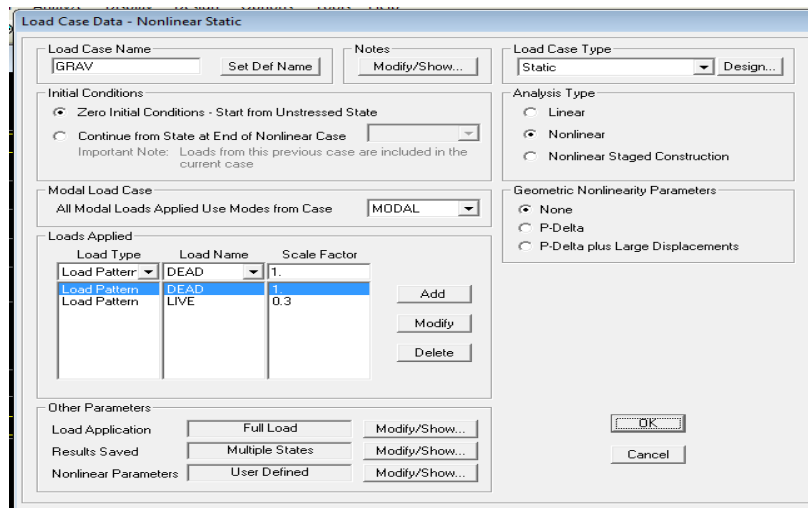 Load Case Data - Nonlinear Static
Load Case Name
GRAV
Set Def Name
Notes
Modify/Show...
Load Case Type
Static
Design...
Initial Conditions
Zero Initial Conditions - Start from Unstressed State
Continue from State at End of Nonlinear Case
Important Note: Loads from this previous case are included in the
current case
Analysis Type
Linear
Nonlinear
Nonlinear Staged Construction
Modal Load Case
All Modal Loads Applied Use Modes from Case
MODAL
Geometric Nonlinearity Parameters
None
P-Delta
P-Delta plus Large Displacements
Loads Applied
Load Type Load Name Scale Factor
Load Pattern DEAD 1.
Load Pattern DEAD 1.
Load Pattern LIVE 0.3
Add
Modify
Delete
Other Parameters
Load Application Full Load Modify/Show...
Results Saved Multiple States Modify/Show...
Nonlinear Parameters User Defined Modify/Show...
OK
Cancel